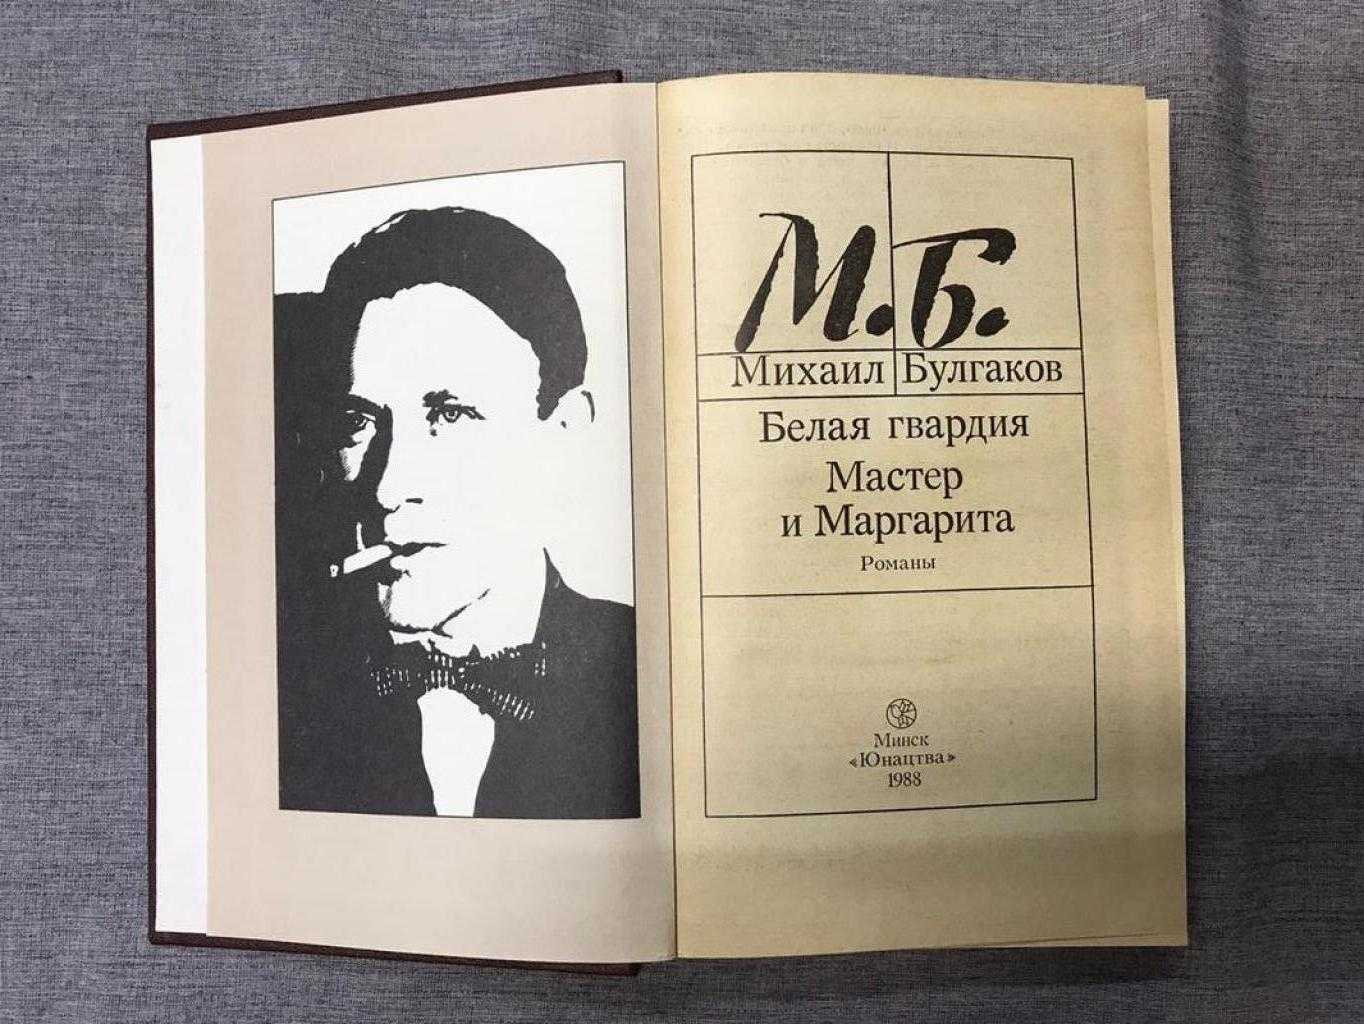 М.Б.
Михаил Булгаков
Белая гвардия
Мастер
и Маргарита
Романы
Минск
«Юнацтва»
1988